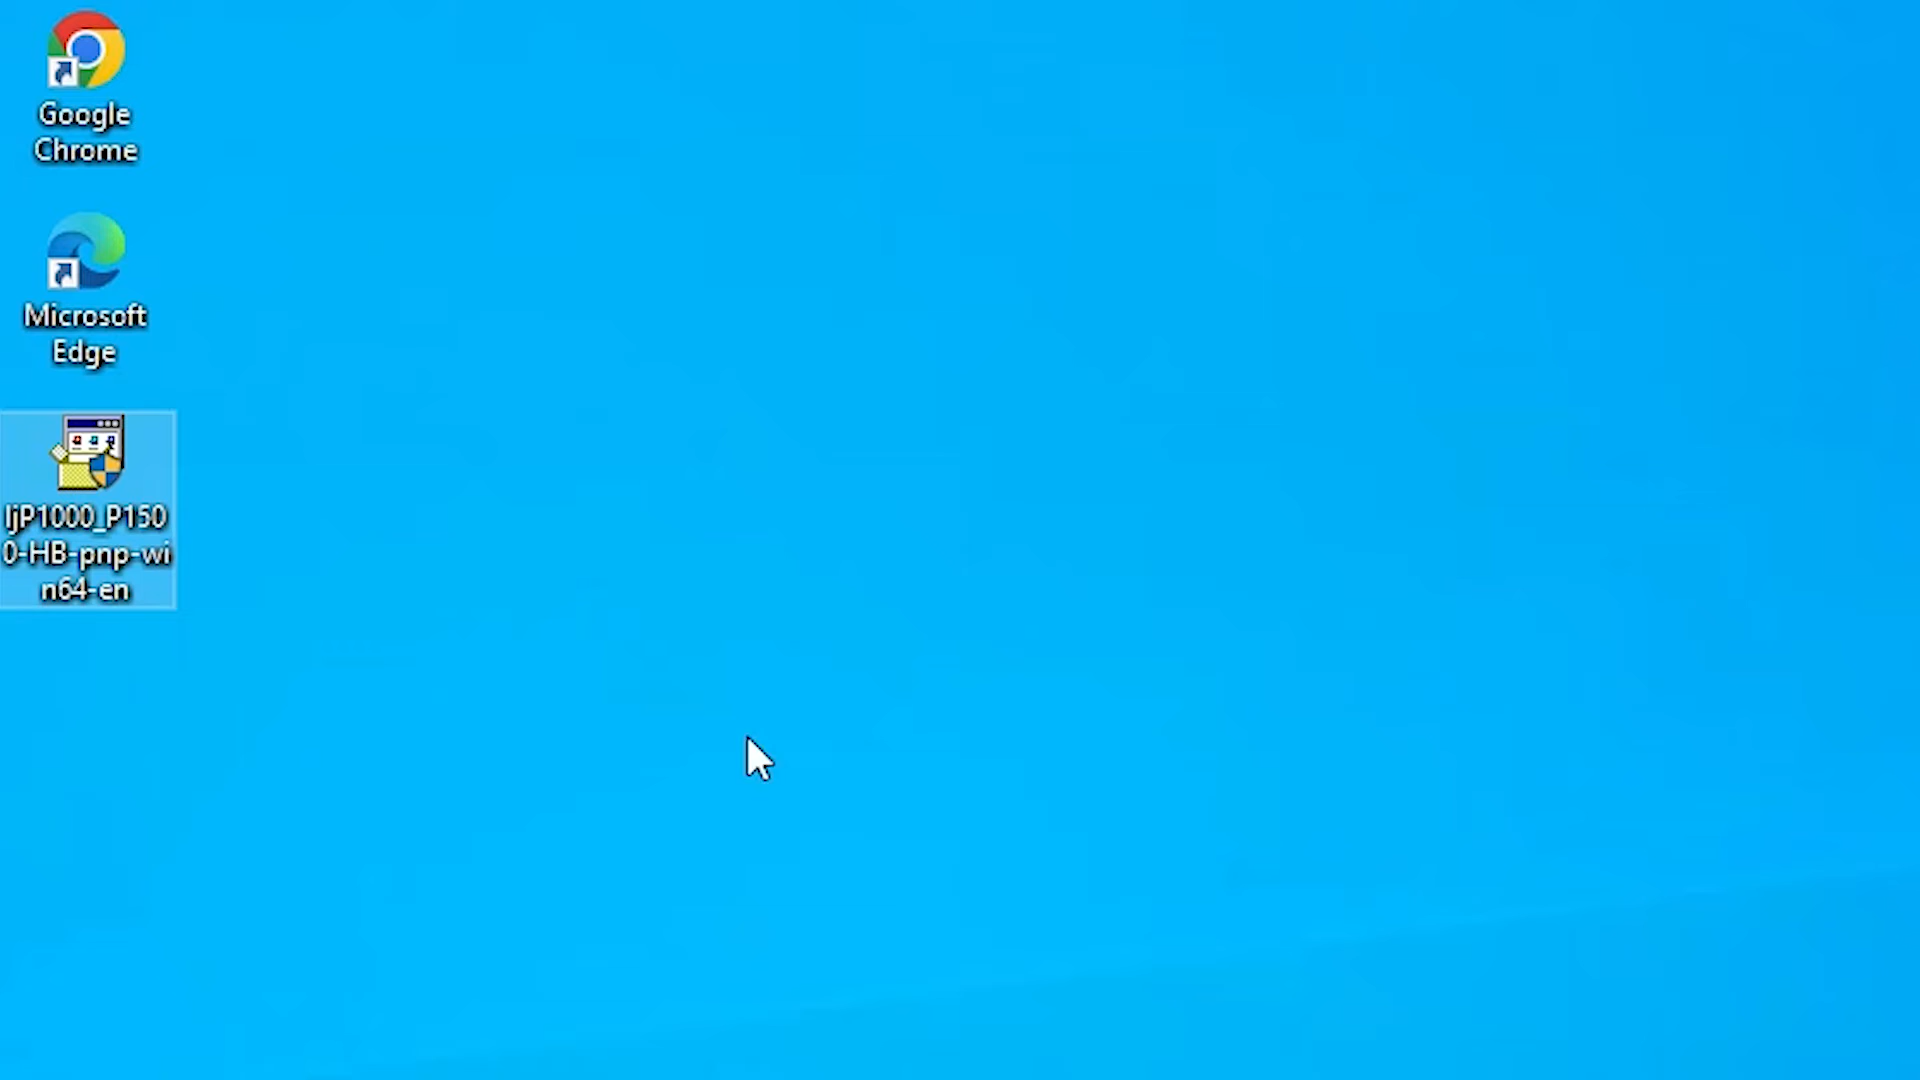 Google
Chrome
Microsoft
Edge
ljP1000_P150
0-HB-pnp-wi
n64-en